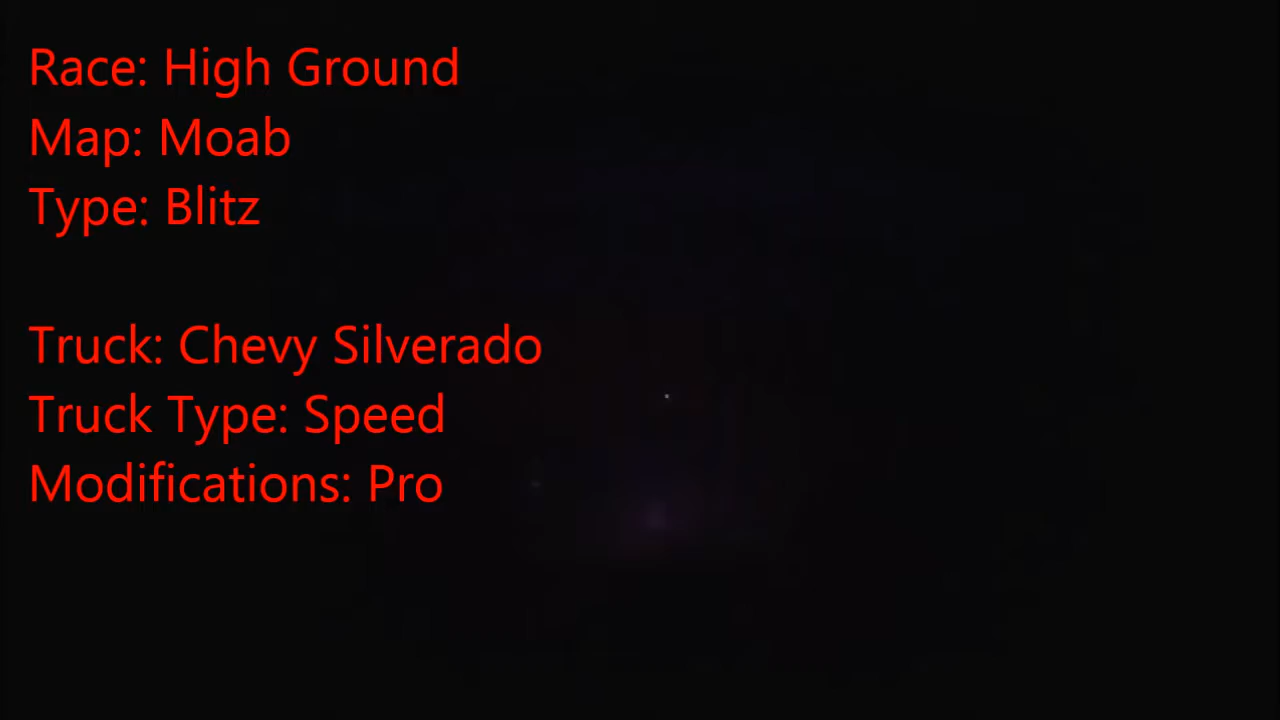 Race: High Ground
Map: Moab
Type: Blitz
Truck: Chevy Silverado
Truck Type: Speed
Modifications: Pro